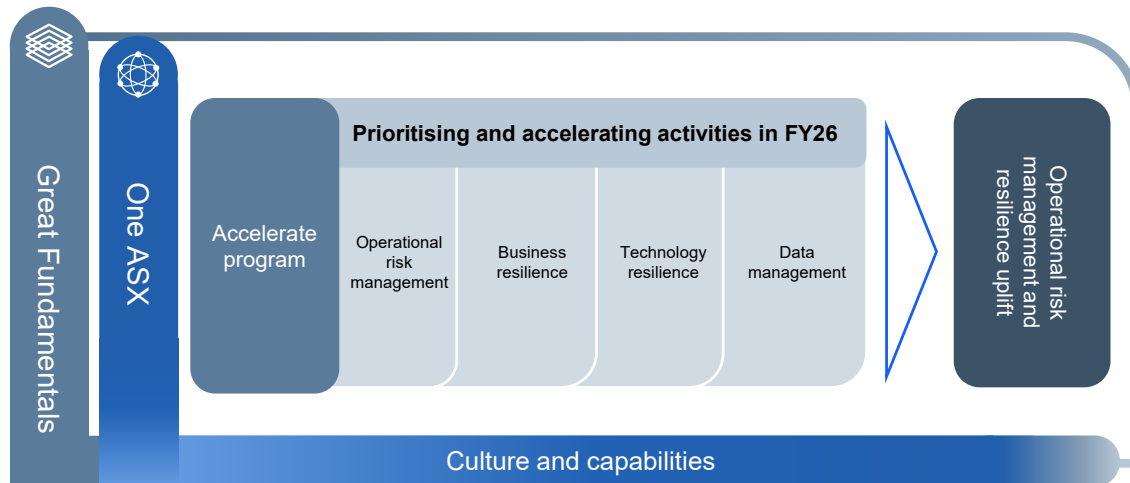 Great Fundamentals
One ASX
Accelerate
program
Prioritising and accelerating activities in FY26
Operational
risk
management
Business
resilience
Technology
resilience
Data
management
Operational risk
management and
resilience uplift
Culture and capabilities